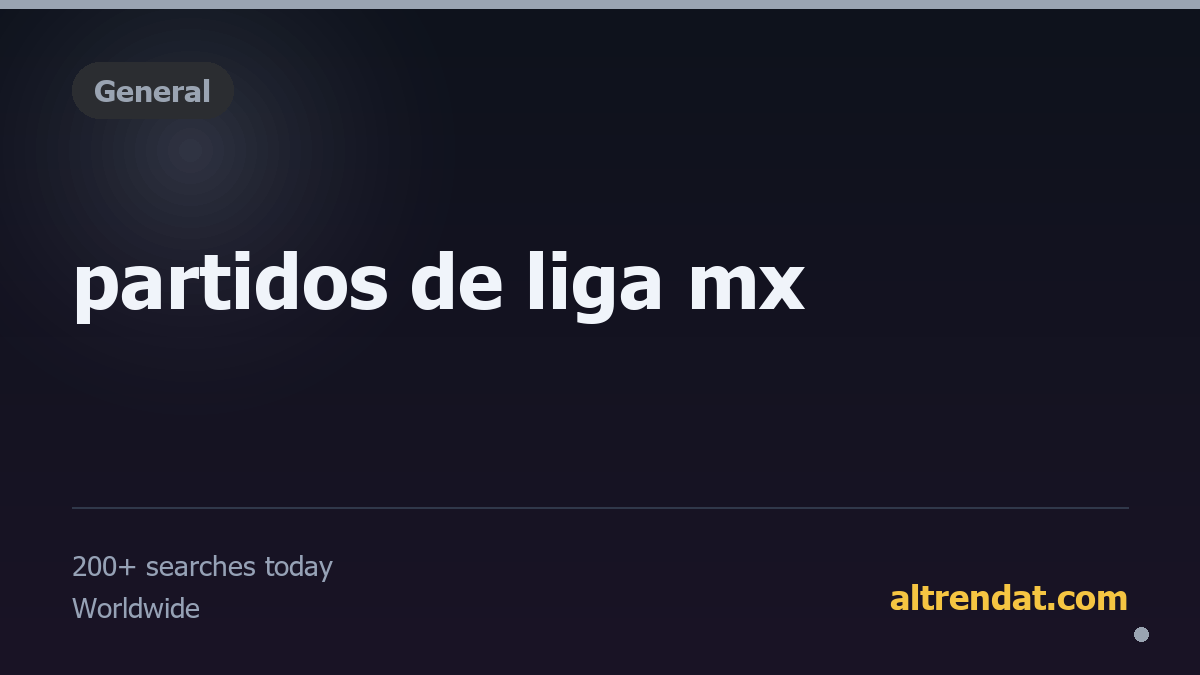 General
partidos de liga mx
200+ searches today
Worldwide
altrendat.com